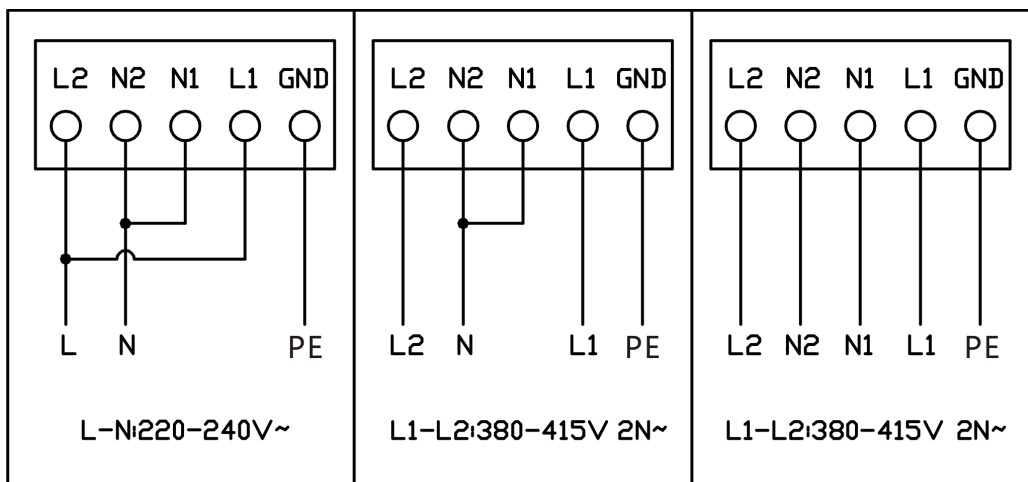 L2 N2 N1 L1 GND
L N PE
L-N:220-240V~
L2 N2 N1 L1 GND
L2 N L1 PE
L1-L2:380-415V 2N~
L2 N2 N1 L1 GND
L2 N2 N1 L1 PE
L1-L2:380-415V 2N~